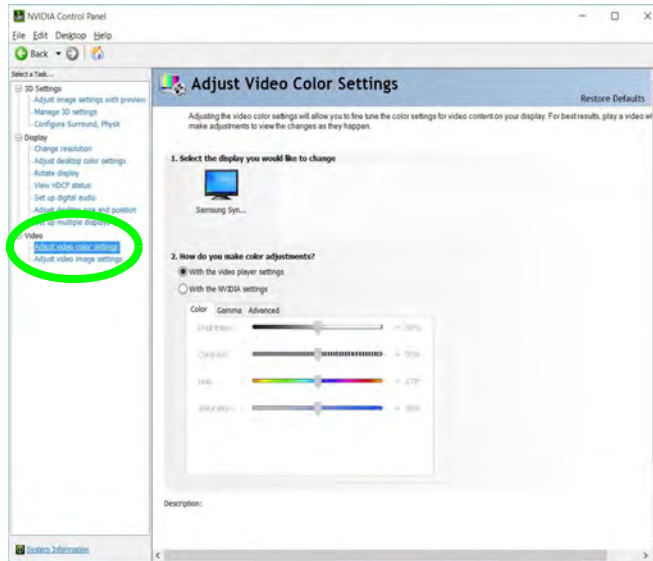 NVIDIA Control Panel
File Edit Desktop Help
Back
Select a Task...
3D Settings
Adjust image settings with preview
Manage 3D settings
Configure Surround, PhysX
Display
Change resolution
Adjust desktop color settings
Rotate display
View HDCP status
Set up digital audio
Adjust desktop size and position
Set up multiple displays
Video
Adjust video color settings
Adjust video image settings
System Information
Adjust Video Color Settings
Restore Defaults
Adjusting the video color settings will allow you to fine tune the color settings for video content on your display. For best results, play a video wh
make adjustments to view the changes as they happen.
1. Select the display you would like to change
Samsung Syn...
2. How do you make color adjustments?
With the video player settings
With the NVIDIA settings
Color Gamma Advanced
Brightness
Contrast
Hue
Saturation
Description: